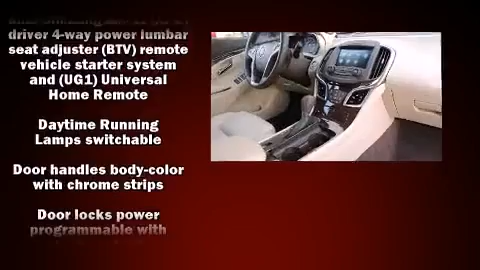 driver 4-way power lumbar
seat adjuster (BTV) remote
vehicle starter system
and (UG1) Universal
Home Remote
Daytime Running
Lamps switchable
Door handles body-color
with chrome strips
Door locks power
programmable with